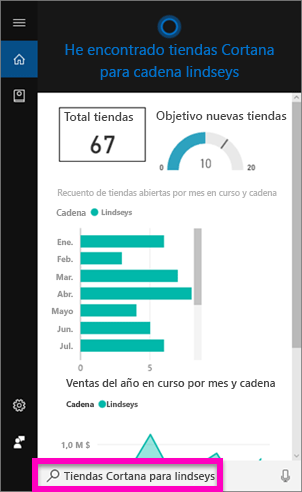 He encontrado tiendas Cortana
para cadena lindseys
Total tiendas
67
Objetivo nuevas tiendas
0
10
20
Recuento de tiendas abiertas por mes en curso y cadena
Cadena Lindseys
Ene.
Feb.
Mar.
Abr.
Mayo
Jun.
Jul.
0
5
Ventas del año en curso por mes y cadena
Cadena Lindseys
1,0 M $
Tiendas Cortana para lindseys